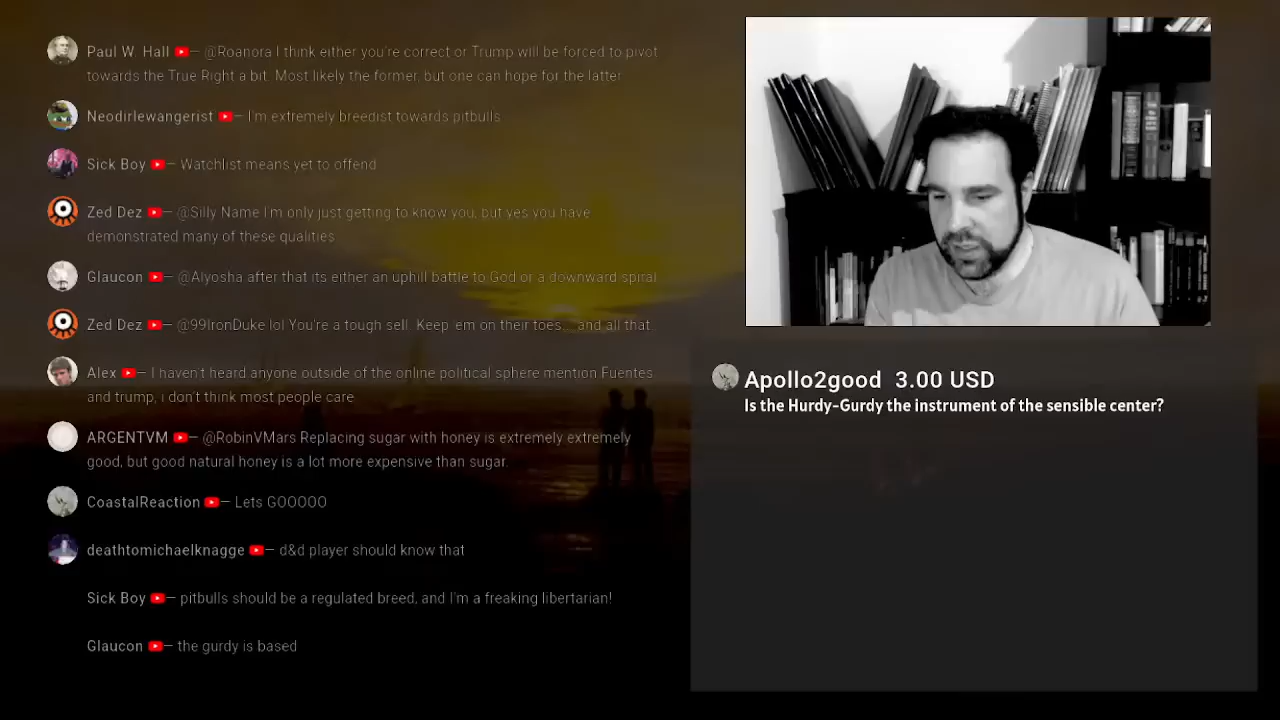 Paul W. Hall — @Roanora I think either you're correct or Trump will be forced to pivot
towards the True Right a bit. Most likely the former, but one can hope for the latter
Neodirlewangerist — I'm extremely breedist towards pitbulls
Sick Boy — Watchlist means yet to offend
Zed Dez — @Silly Name I'm only just getting to know you, but yes you have
demonstrated many of these qualities
Glaucon — @Alyosha after that its either an uphill battle to God or a downward spiral
Zed Dez — @99IronDuke lol You're a tough sell. Keep 'em on their toes... and all that.
Alex — I haven't heard anyone outside of the online political sphere mention Fuentes
and trump, i don't think most people care
ARGENTVM — @RobinVMars Replacing sugar with honey is extremely extremely
good, but good natural honey is a lot more expensive than sugar.
CoastalReaction — Lets GOOOOO
deathtomichaelknagge — d&d player should know that
Sick Boy — pitbulls should be a regulated breed, and I'm a freaking libertarian!
Glaucon — the gurdy is based
Apollo2good 3.00 USD
Is the Hurdy-Gurdy the instrument of the sensible center?